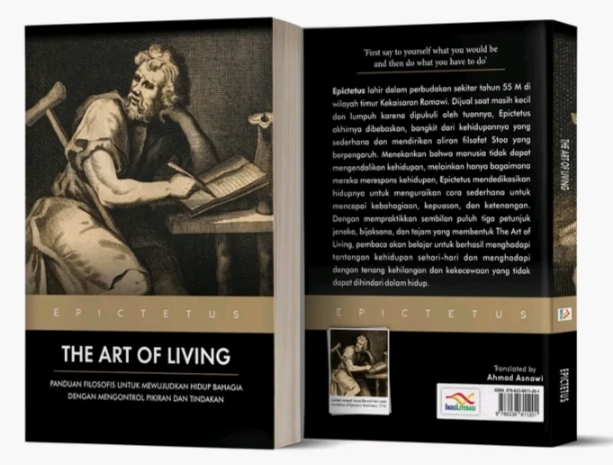 EPICTETUS
THE ART OF LIVING
PANDUAN FILOSOFIS UNTUK MEWUJUDKAN HIDUP BAHAGIA
DENGAN MENGONTROL PIKIRAN DAN TINDAKAN
'First say to yourself what you would be
and then do what you have to do'
Epictetus lahir dalam perbudakan sekitar tahun 55 M di
wilayah timur Kekaisaran Romawi. Dijual saat masih kecil
dan lumpuh karena dipukuli oleh tuannya, Epictetus
akhirnya dibebaskan, bangkit dari kehidupannya yang
sederhana dan mendirikan aliran filsafat Stoa yang
berpengaruh. Menekankan bahwa manusia tidak dapat
mengendalikan kehidupan, melainkan hanya bagaimana
mereka merespons kehidupan, Epictetus mendedikasikan
hidupnya untuk menguraikan cara sederhana untuk
mencapai kebahagiaan, kepuasan, dan ketenangan.
Dengan mempraktikkan sembilan puluh tiga petunjuk
jenaka, bijaksana, dan tajam yang membentuk The Art of
Living, pembaca akan belajar untuk berhasil menghadapi
tantangan kehidupan sehari-hari dan menghadapi
dengan tenang kehilangan dan kekecewaan yang tidak
dapat dihindari dalam hidup.
EPICTETUS
Translated by
Ahmad Asnawi
INDOLITERASI
THE ART OF LIVING
EPICTETUS